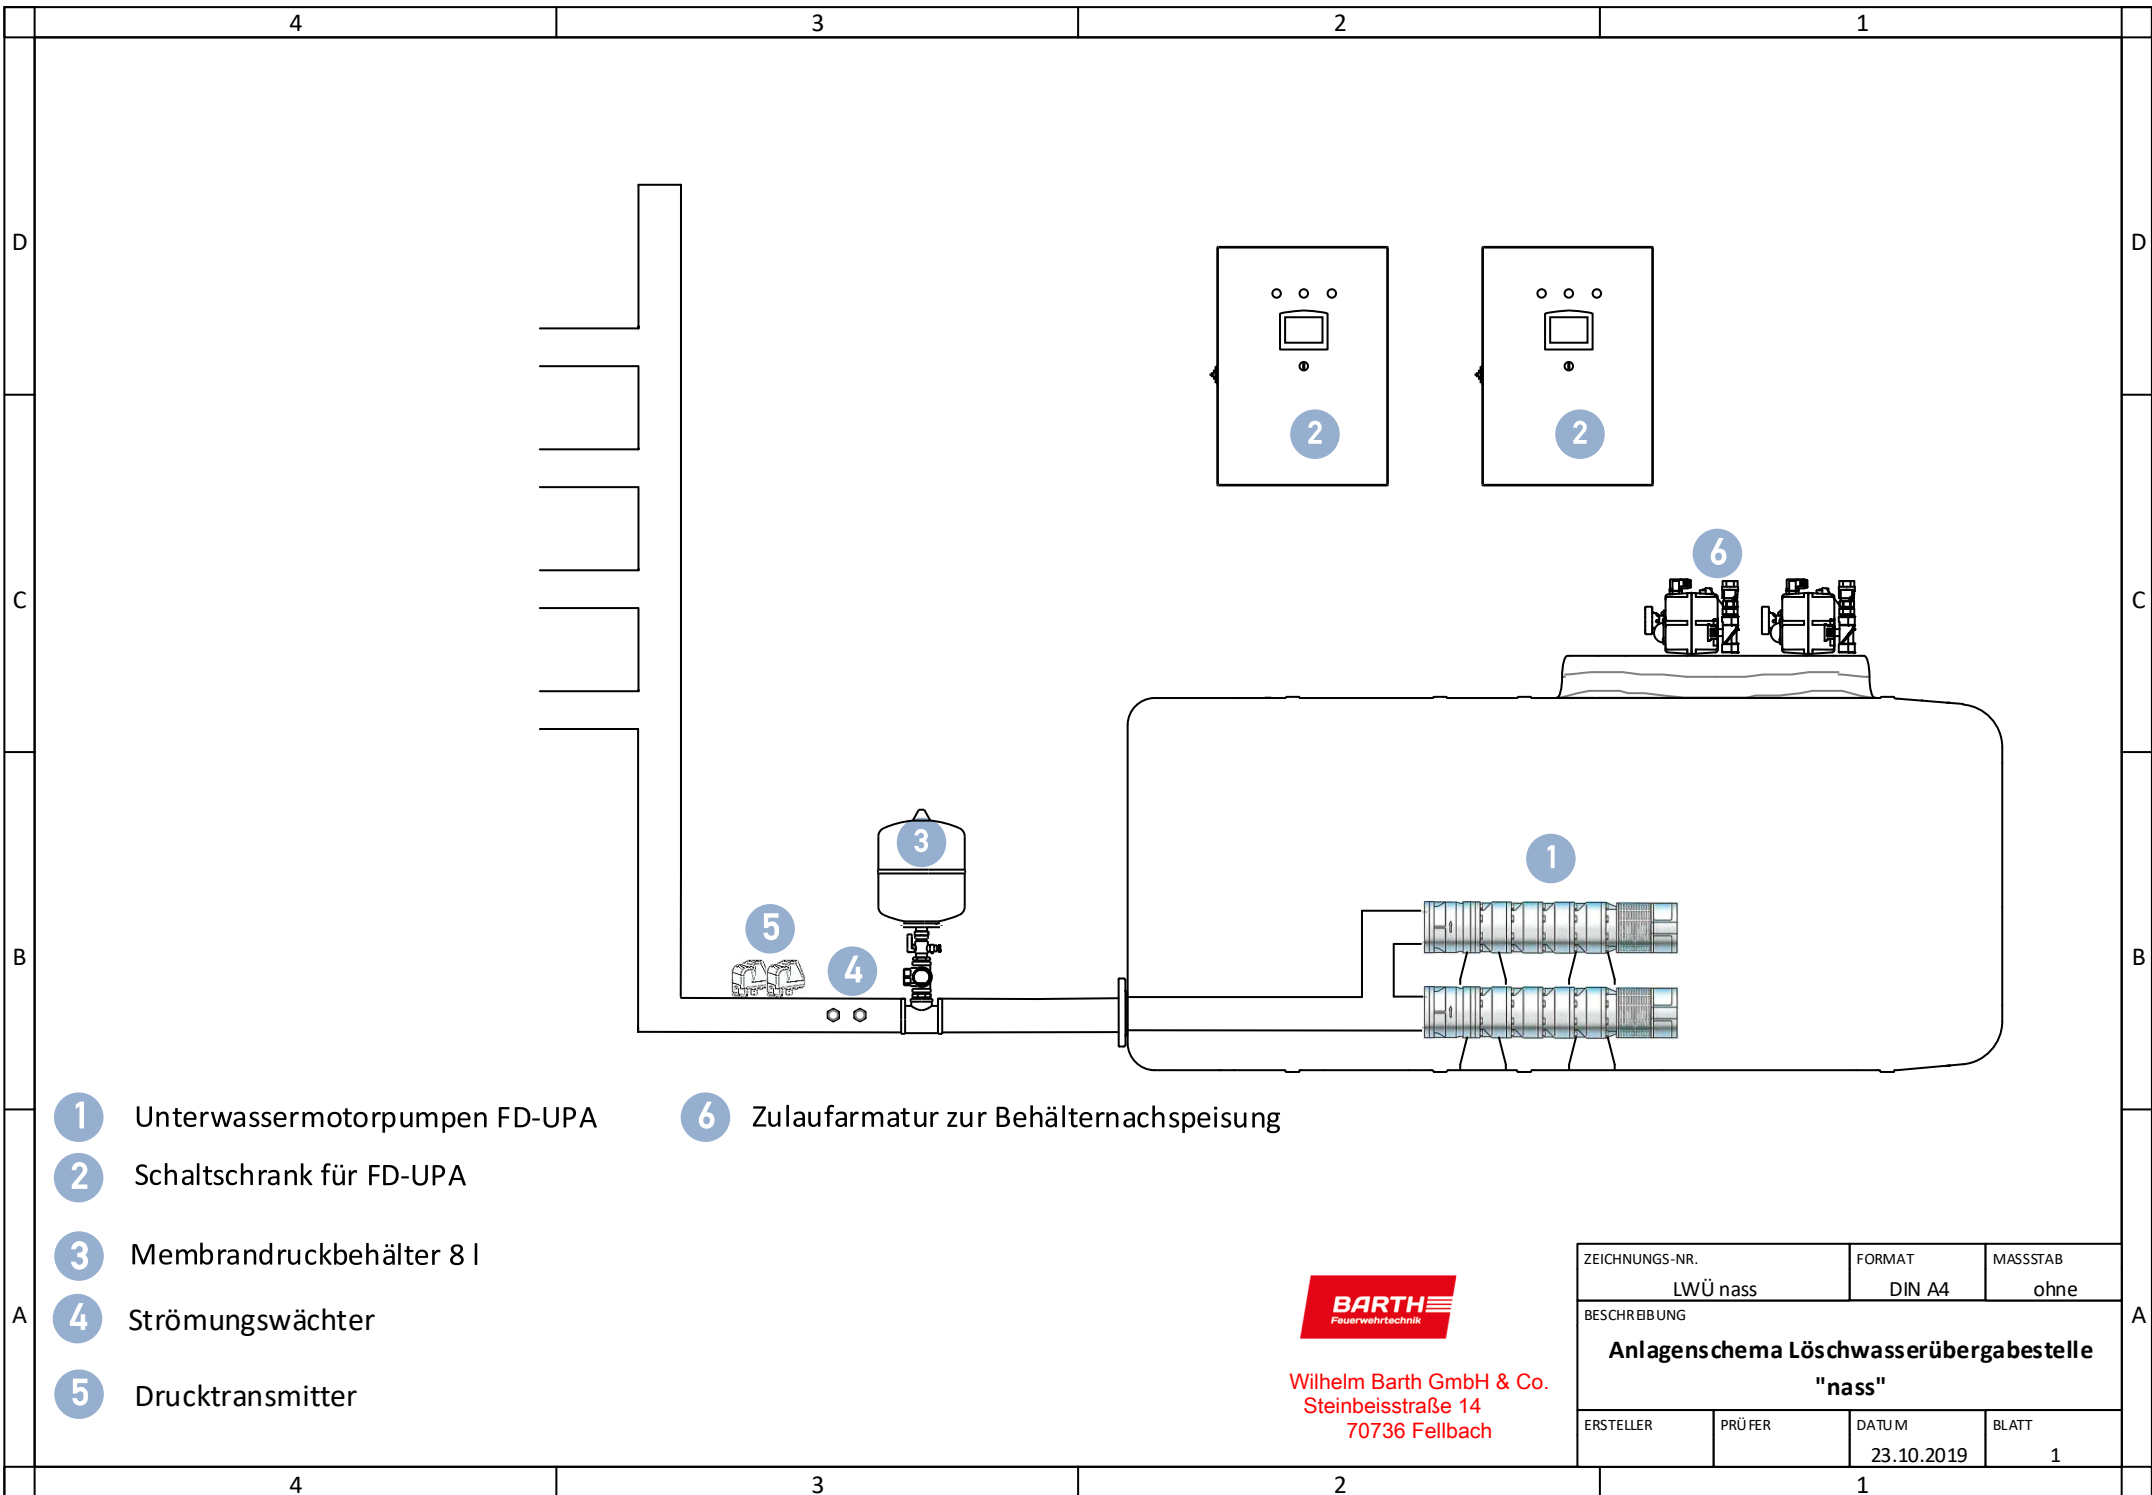 4 3 2 1
D D
2 2
6
C C
3
1
5
4
B B
1 Unterwassermotorpumpen FD-UPA
6 Zulaufarmatur zur Behälternachspeisung
2 Schaltschrank für FD-UPA
3 Membrandruckbehälter 8 l
4 Strömungswächter
5 Drucktransmitter
A A
BARTH
Feuerwehrtechnik
Wilhelm Barth GmbH & Co.
Steinbeisstraße 14
70736 Fellbach
ZEICHNUNGS-NR. FORMAT MASSSTAB
LWÜ nass DIN A4 ohne
BESCHREIBUNG
Anlagenschema Löschwasserübergabestelle
"nass"
ERSTELLER PRÜFER DATUM BLATT
23.10.2019 1
4 3 2 1